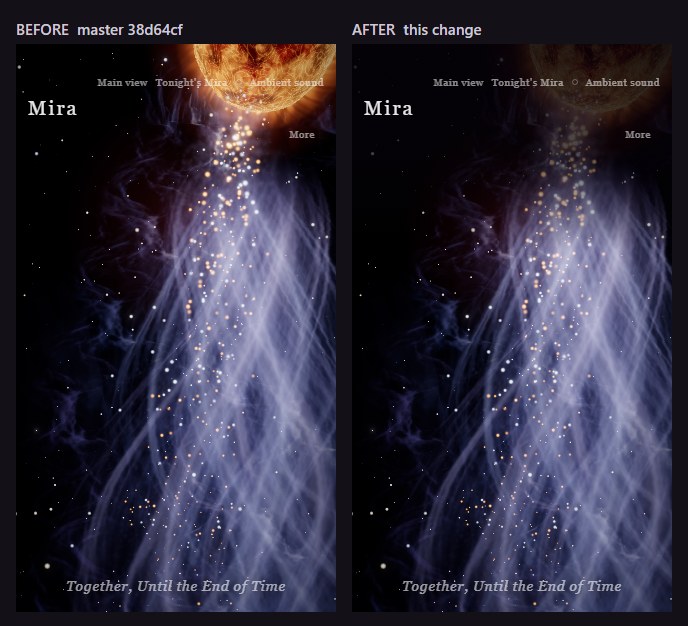 BEFORE master 38d64cf
Main view Tonight's Mira Ambient sound
Mira
More
Together, Until the End of Time
AFTER this change
Main view Tonight's Mira Ambient sound
Mira
More
Together, Until the End of Time